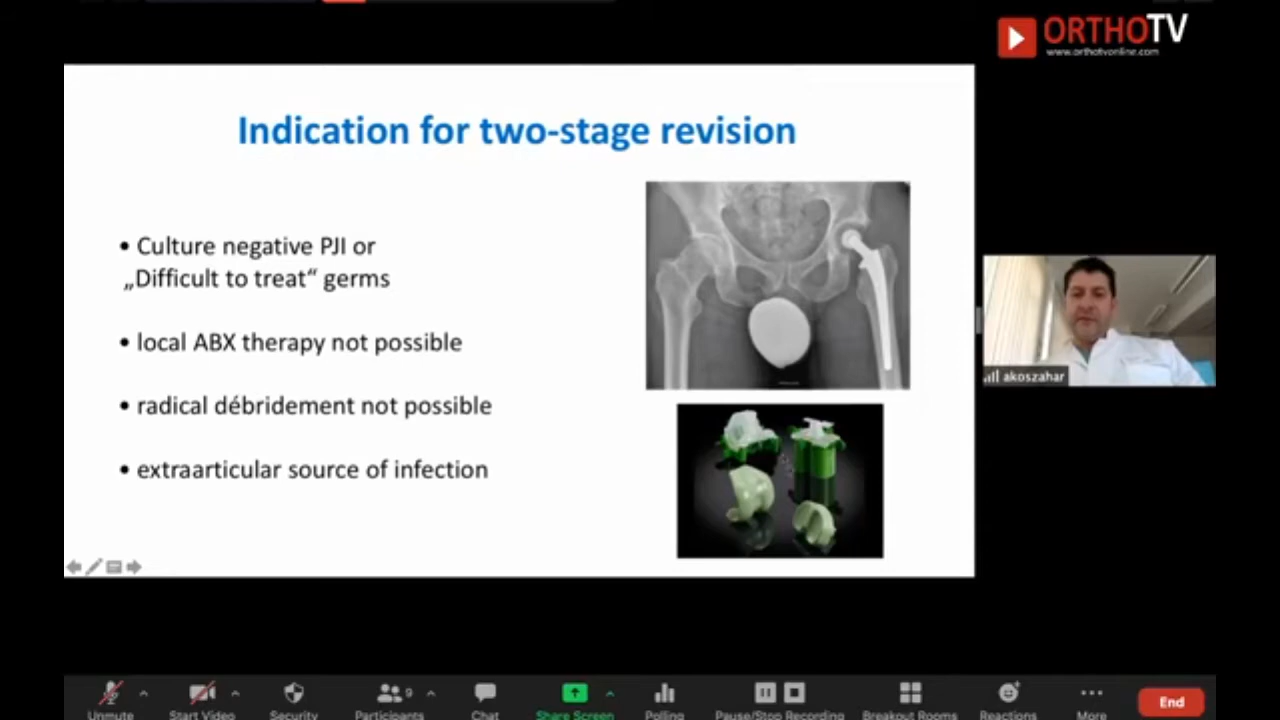 ORTHOTV
www.orthotvonline.com
Indication for two-stage revision
• Culture negative PJI or
„Difficult to treat“ germs
• local ABX therapy not possible
• radical débridement not possible
• extraarticular source of infection
akoszahar
9
Unmute
Start Video
Security
Participants
Chat
Share Screen
Polling
Pause/Stop Recording
Breakout Rooms
Reactions
More
End